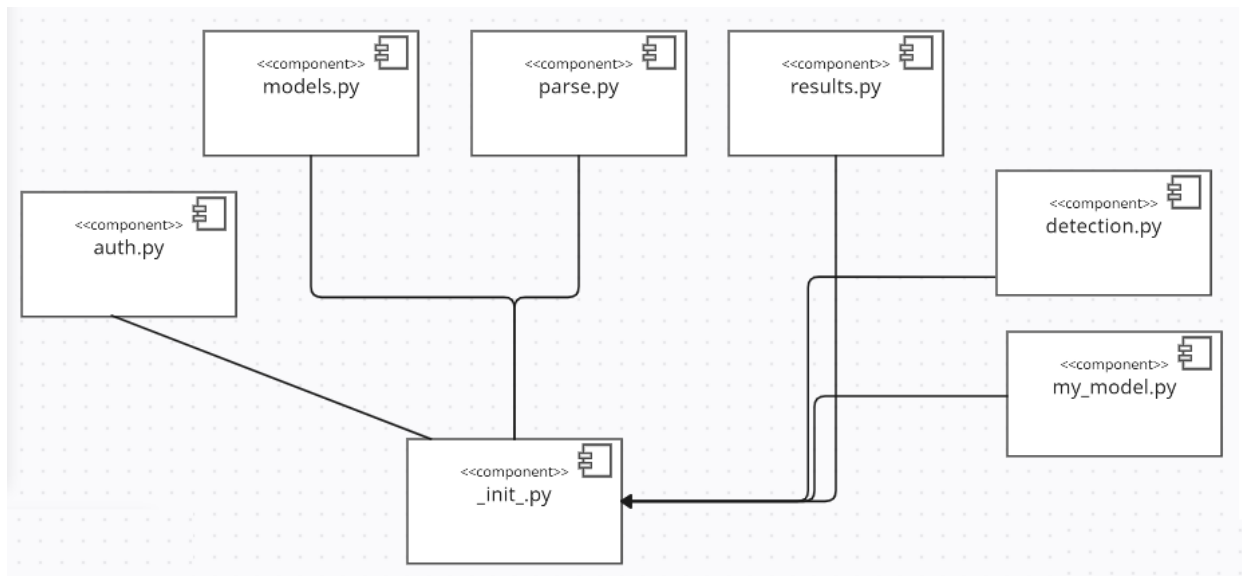 <<component>>
models.py
<<component>>
parse.py
<<component>>
results.py
<<component>>
auth.py
<<component>>
detection.py
<<component>>
my_model.py
<<component>>
_init_.py